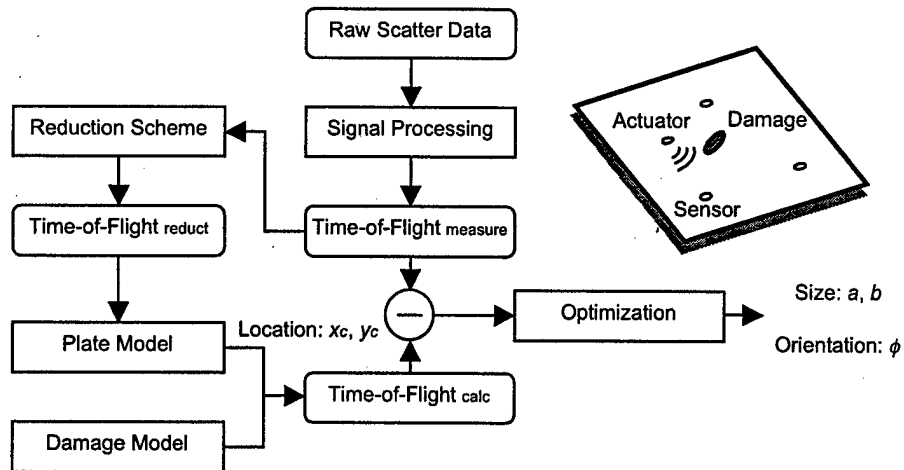 Raw Scatter Data
Reduction Scheme
Signal Processing
Actuator
Damage
Sensor
Time-of-Flight reduct
Time-of-Flight measure
Size: a, b
Optimization
Location: xc, yc
Plate Model
Orientation: ϕ
Time-of-Flight calc
Damage Model